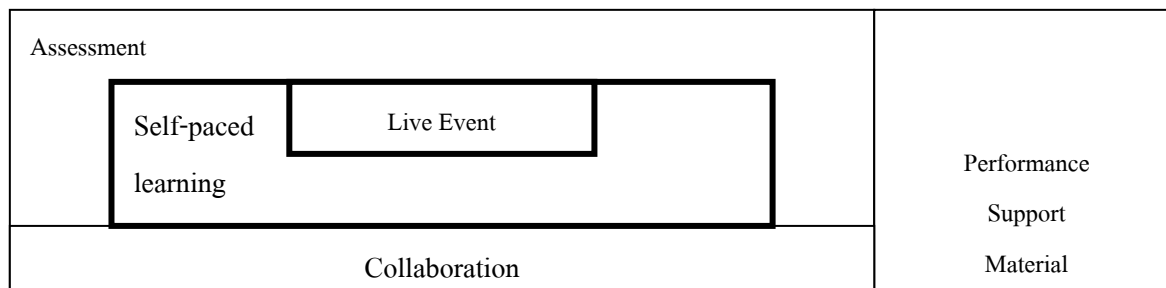 Assessment
Self-paced
learning
Live Event
Collaboration
Performance
Support
Material